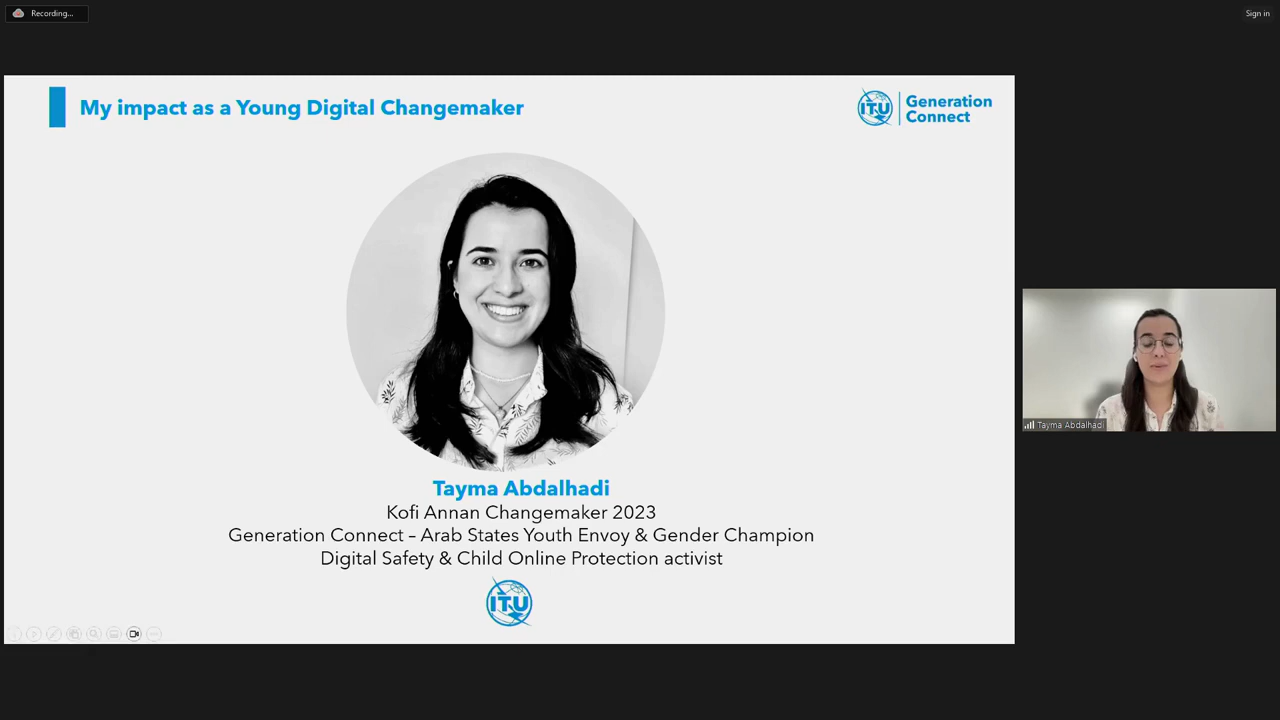 Recording...
Sign in
My impact as a Young Digital Changemaker
ITU
Generation
Connect
Tayma Abdalhadi
Kofi Annan Changemaker 2023
Generation Connect – Arab States Youth Envoy & Gender Champion
Digital Safety & Child Online Protection activist
ITU
Tayma Abdalhadi